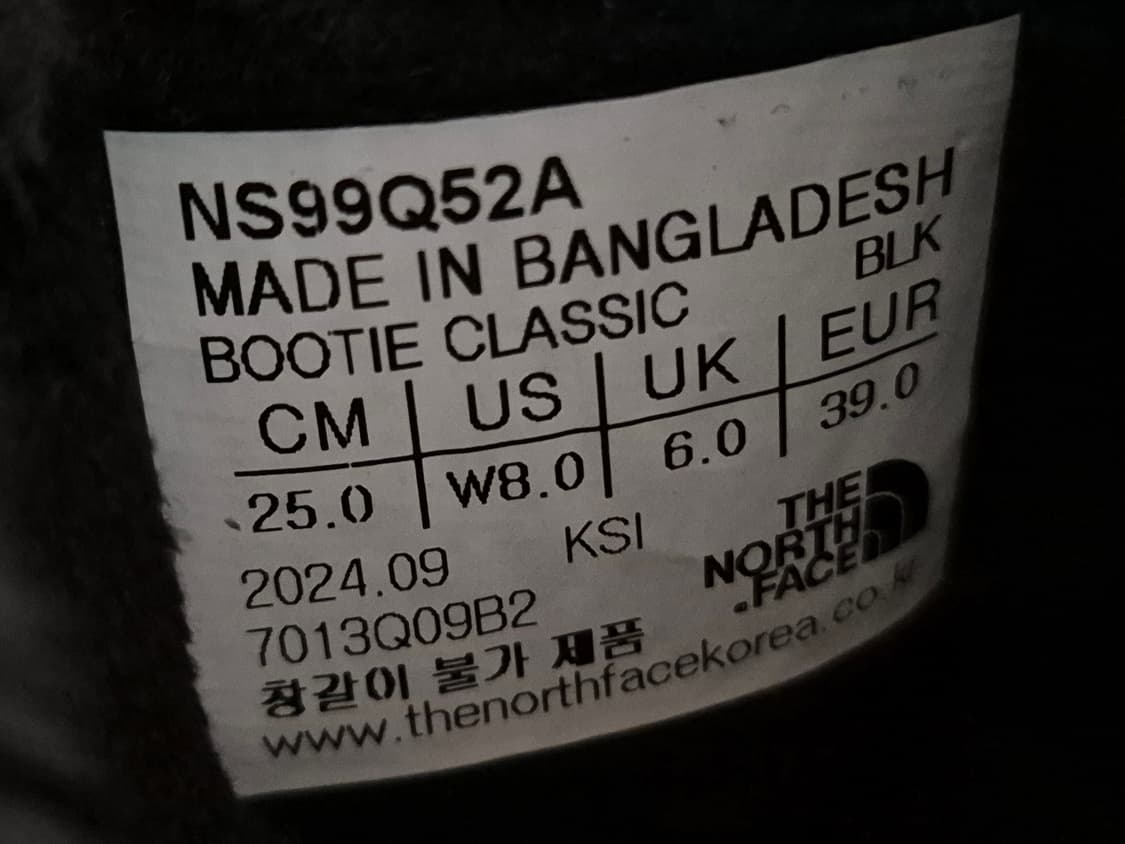 NS99Q52A
MADE IN BANGLADESH
BLK
BOOTIE CLASSIC
CM US UK EUR
25.0 W8.0 6.0 39.0
2024.09 KSI
7013Q09B2
THE
NORTH
FACE
창갈이 불가 제품
www.thenorthfacekorea.co.kr